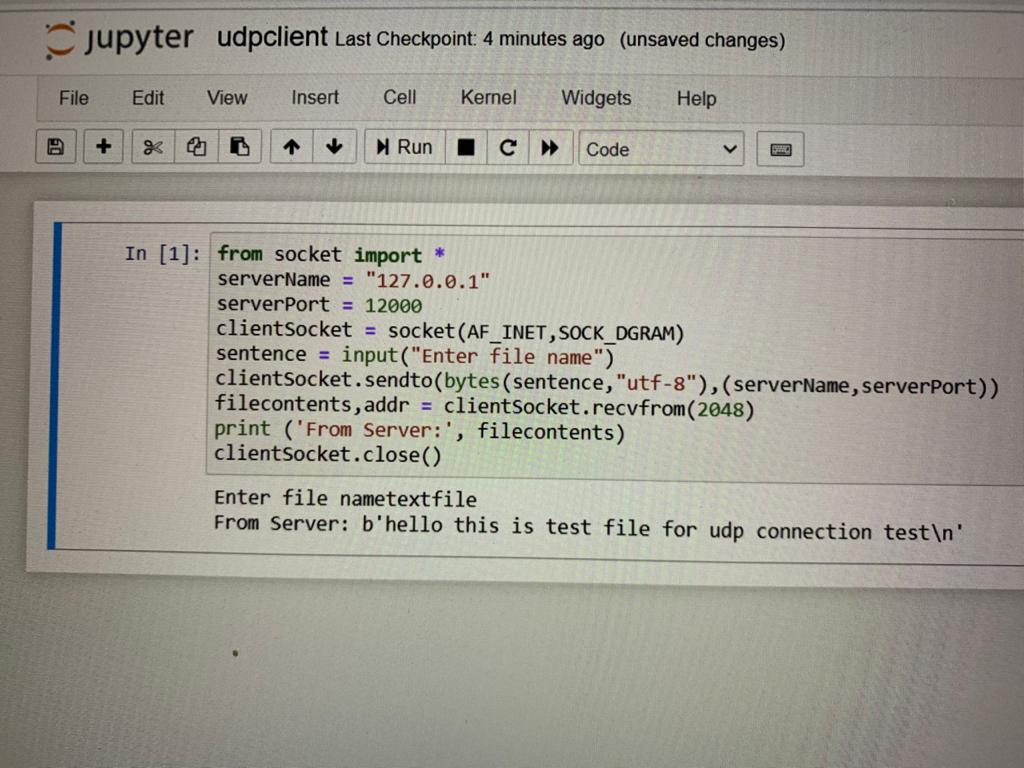 jupyter udpclient Last Checkpoint: 4 minutes ago (unsaved changes)
File Edit View Insert Cell Kernel Widgets Help
Run Code
In [1]: from socket import *
serverName = "127.0.0.1"
serverPort = 12000
clientSocket = socket(AF_INET,SOCK_DGRAM)
sentence = input("Enter file name")
clientSocket.sendto(bytes(sentence,"utf-8"),(serverName,serverPort))
filecontents,addr = clientSocket.recvfrom(2048)
print ('From Server:', filecontents)
clientSocket.close()
Enter file nametextfile
From Server: b'hello this is test file for udp connection test\n'